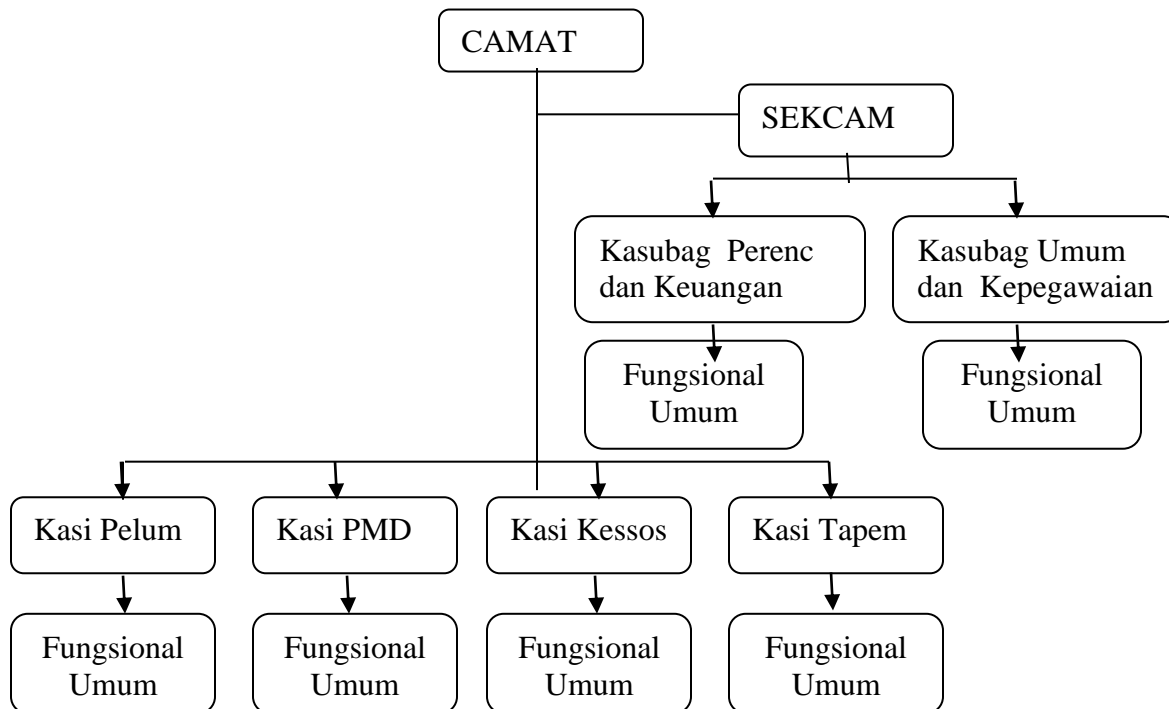 CAMAT
SEKCAM
Kasubag Perenc
dan Keuangan
Kasubag Umum
dan Kepegawaian
Fungsional
Umum
Fungsional
Umum
Kasi Pelum
Kasi PMD
Kasi Kessos
Kasi Tapem
Fungsional
Umum
Fungsional
Umum
Fungsional
Umum
Fungsional
Umum